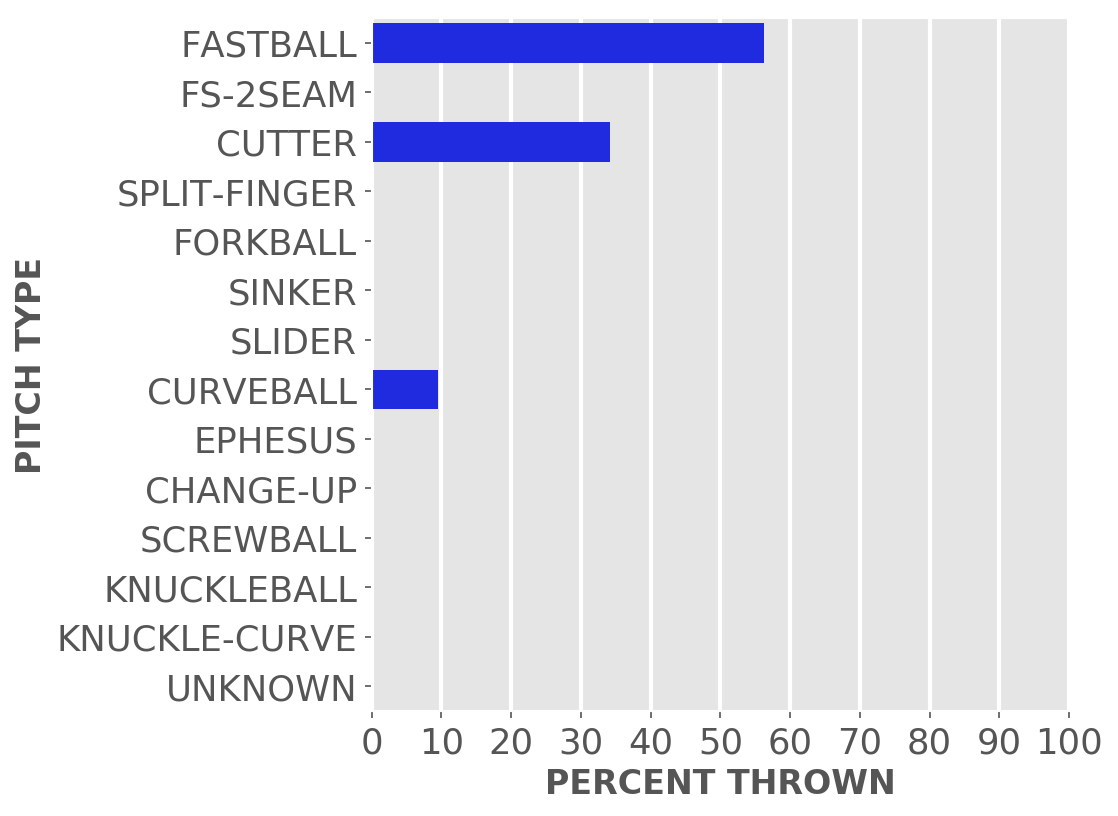 FASTBALL
FS-2SEAM
CUTTER
SPLIT-FINGER
FORKBALL
SINKER
SLIDER
CURVEBALL
EPHESUS
CHANGE-UP
SCREWBALL
KNUCKLEBALL
KNUCKLE-CURVE
UNKNOWN
PITCH TYPE
0 10 20 30 40 50 60 70 80 90 100
PERCENT THROWN